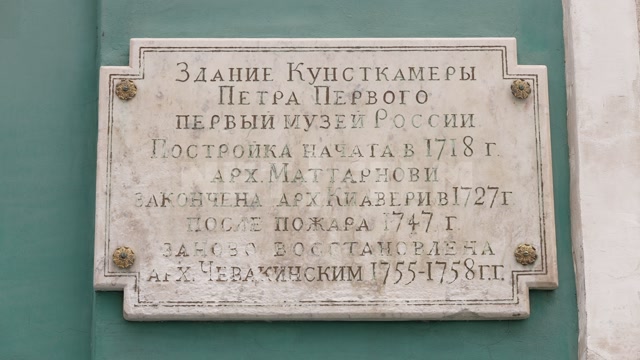 Здание Кунсткамеры
Петра Первого
первый музей России
Постройка начата в 1718 г.
арх. Маттарнови
закончена арх. Киавери в 1727 г
после пожара 1747 г.
заново восстановлена
арх. Чевакинским 1755-1758 г.г.